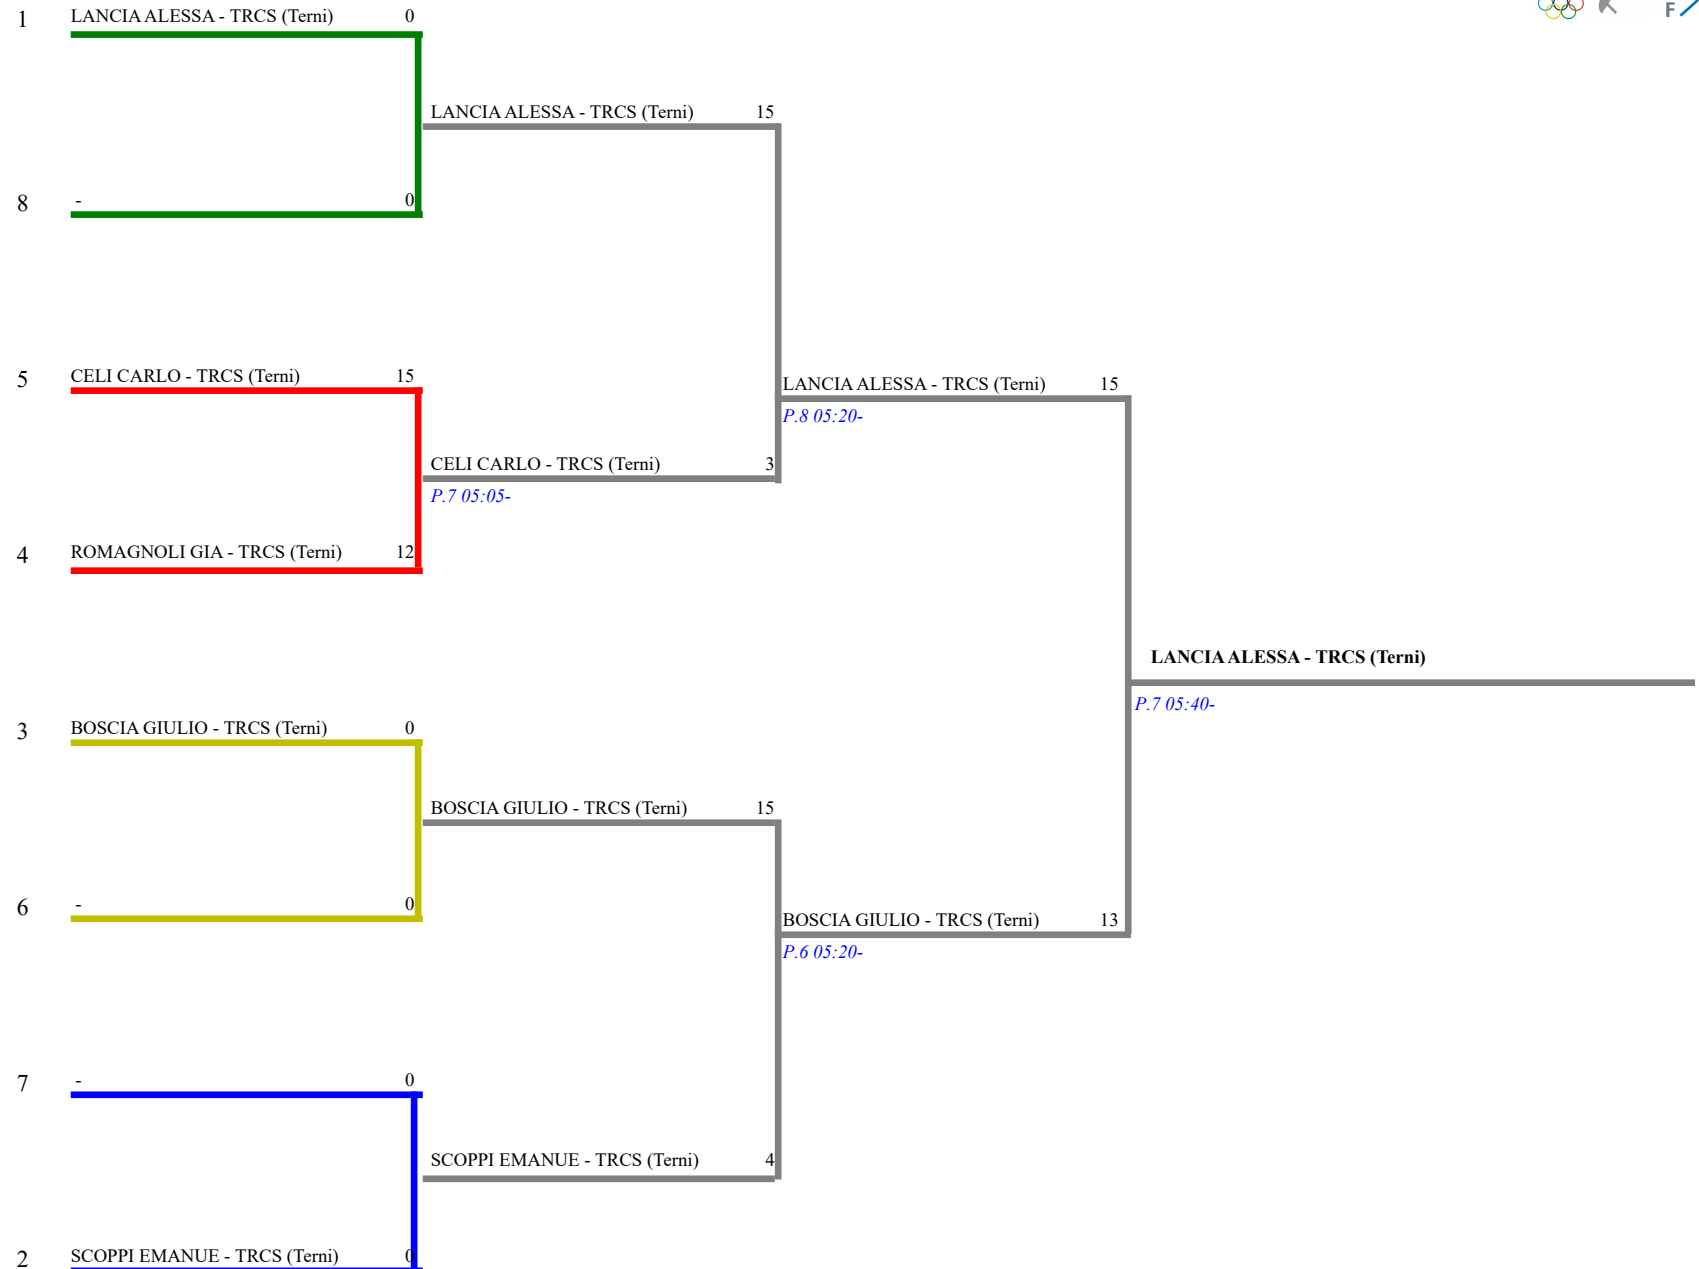 1 LANCIA ALESSA - TRCS (Terni) 0
F
LANCIA ALESSA - TRCS (Terni) 15
8 - 0
5 CELI CARLO - TRCS (Terni) 15
LANCIA ALESSA - TRCS (Terni) 15
P.8 05:20-
CELI CARLO - TRCS (Terni) 3
P.7 05:05-
4 ROMAGNOLI GIA - TRCS (Terni) 12
LANCIA ALESSA - TRCS (Terni)
P.7 05:40-
3 BOSCIA GIULIO - TRCS (Terni) 0
BOSCIA GIULIO - TRCS (Terni) 15
6 - 0
BOSCIA GIULIO - TRCS (Terni) 13
P.6 05:20-
7 - 0
SCOPPI EMANUE - TRCS (Terni) 4
2 SCOPPI EMANUE - TRCS (Terni) 0